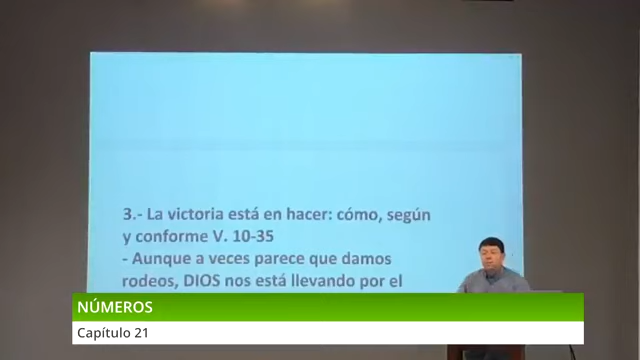 3.- La victoria está en hacer: cómo, según
y conforme V. 10-35
- Aunque a veces parece que damos
rodeos, DIOS nos está llevando por el
NÚMEROS
Capítulo 21